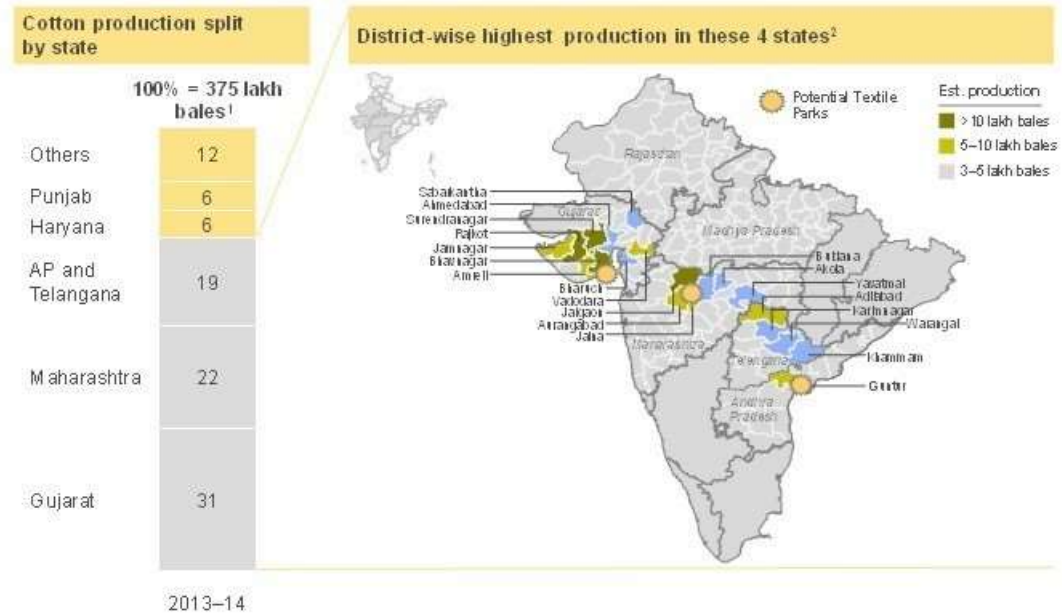 Cotton production split
by state
District-wise highest production in these 4 states²
100% = 375 lakh
bales¹
Others
12
Punjab
6
Haryana
6
AP and
Telangana
19
Maharashtra
22
Gujarat
31
2013–14
Potential Textile
Parks
Est. production
>10 lakh bales
5–10 lakh bales
3–5 lakh bales
Rajasthan
Gujarat
Madhya Pradesh
Maharashtra
Telengana
Andhra
Pradesh
Sabarkantha
Ahmedabad
Surendranagar
Rajkot
Jamnagar
Bhavnagar
Amreli
Bharuch
Vadodara
Jalgaon
Aurangabad
Jalna
Buldana
Akola
Yavatmal
Adilabad
Karimnagar
Warangal
Khammam
Guntur